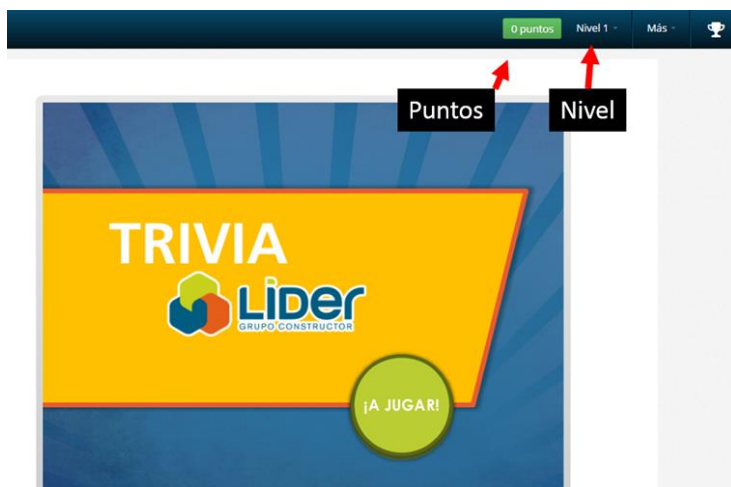 0 puntos Nivel 1 Más
Puntos Nivel
TRIVIA
LiDer
GRUPO CONSTRUCTOR
¡A JUGAR!